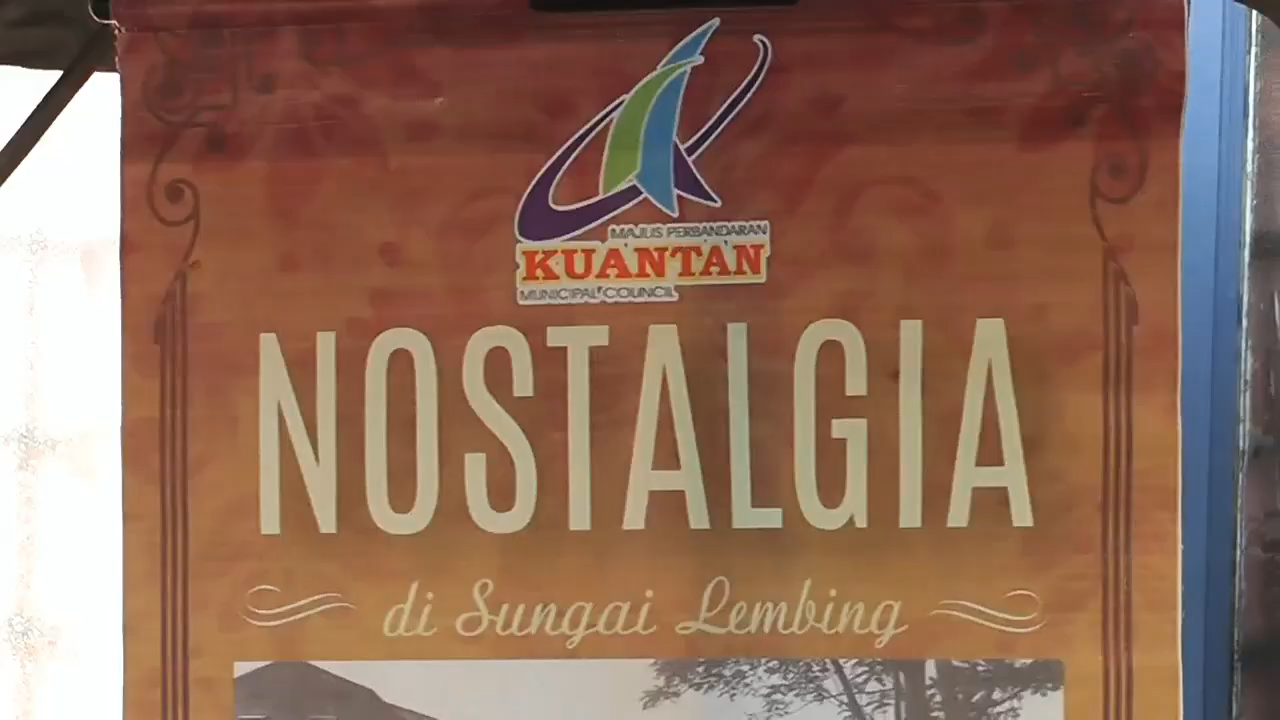 MAJLIS PERBANDARAN
KUANTAN
MUNICIPAL COUNCIL
NOSTALGIA
di Sungai Lembing